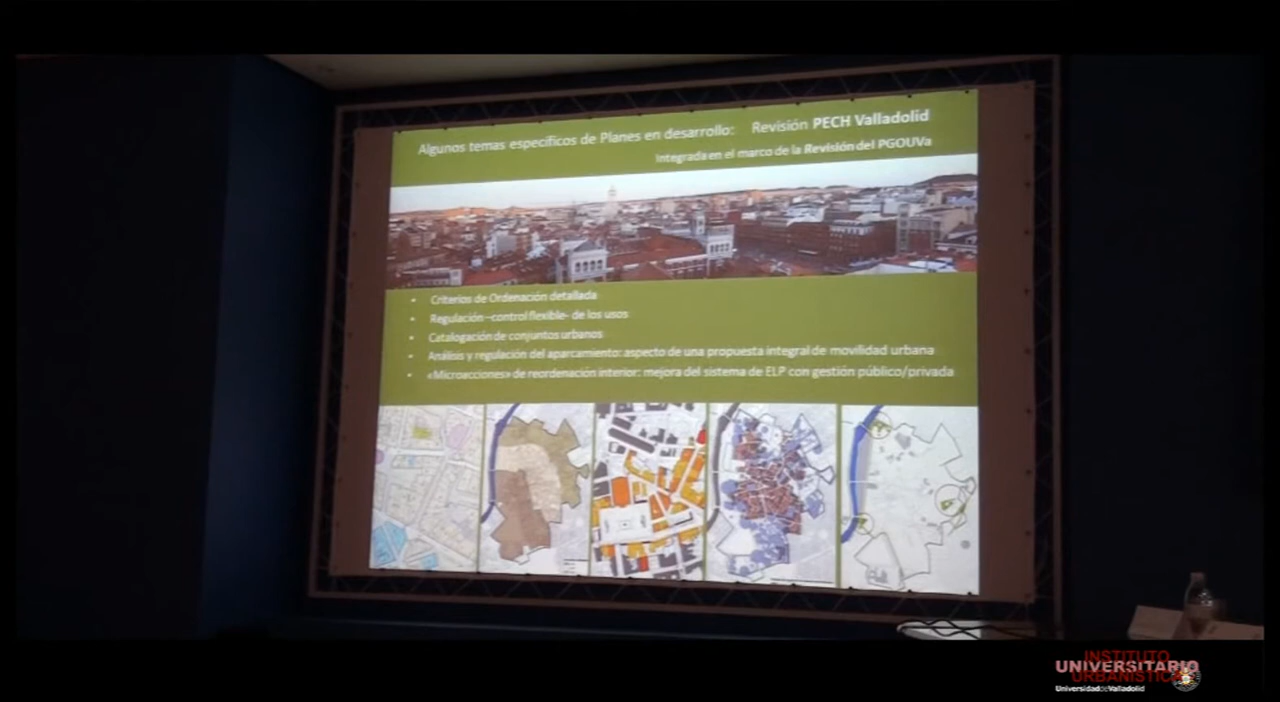 Algunos temas específicos de Planes en desarrollo: Revisión PECH Valladolid
Integrada en el marco de la Revisión del PGOUVa
• Criterios de Ordenación detallada
• Regulación –control flexible- de los usos
• Catalogación de conjuntos urbanos
• Análisis y regulación del aparcamiento: aspecto de una propuesta integral de movilidad urbana
• «Microacciones» de reordenación interior: mejora del sistema de ELP con gestión público/privada
INSTITUTO
UNIVERSITARIO
URBANÍSTICA
Universidad de Valladolid